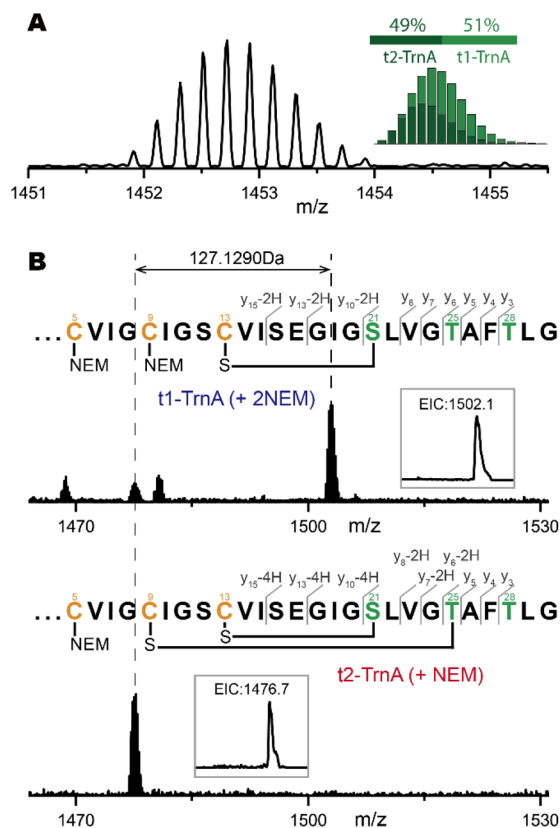 A
49% 51%
t2-TrnA t1-TrnA
1451 1452 1453 1454 1455
m/z
B
127.1290Da
y15-2H y13-2H y10-2H y8 y7 y6 y5 y4 y3
5 9 13 21 25 28
...CVIGCIGSCVISEGIGSLVGTAFTLG
NEM NEM S
t1-TrnA (+ 2NEM)
EIC:1502.1
1470 1500 m/z 1530
y8-2H y6-2H
y15-4H y13-4H y10-4H y7-2H y5 y4 y3
5 9 13 21 25 28
...CVIGCIGSCVISEGIGSLVGTAFTLG
NEM S S
t2-TrnA (+ NEM)
EIC:1476.7
1470 1500 m/z 1530